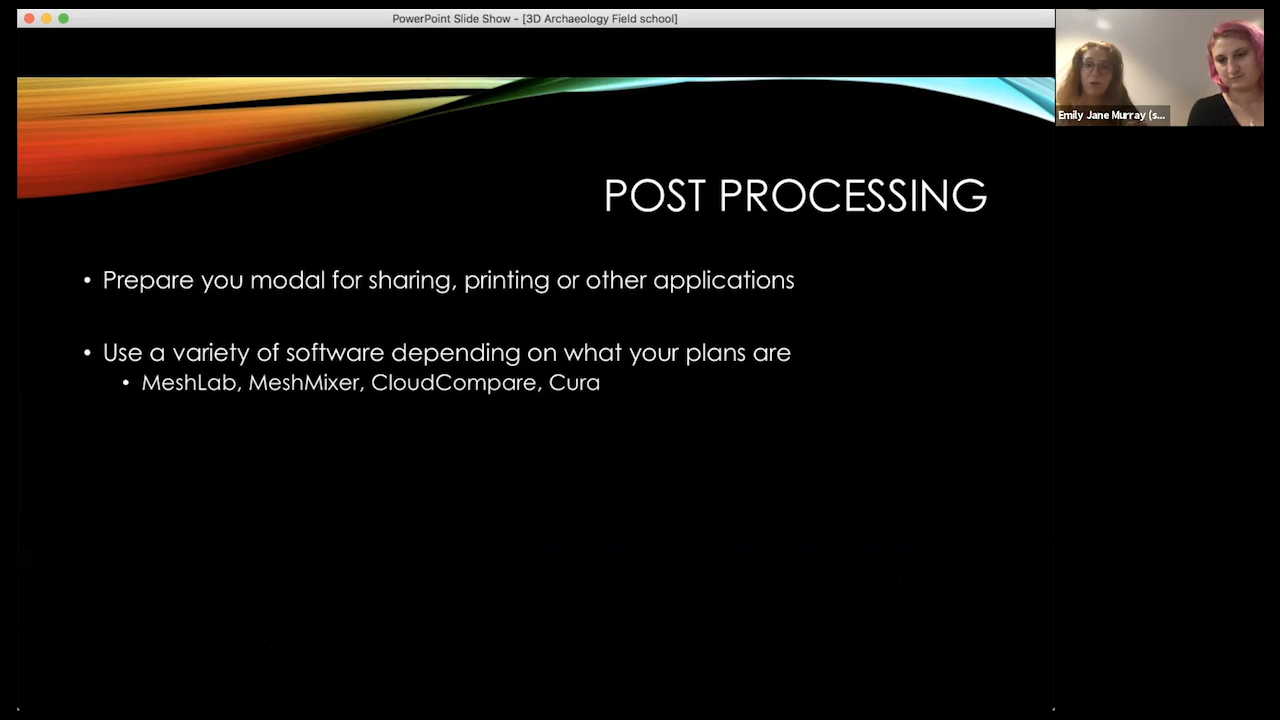 PowerPoint Slide Show - [3D Archaeology Field school]
Emily Jane Murray (s...
POST PROCESSING
• Prepare you modal for sharing, printing or other applications
• Use a variety of software depending on what your plans are
• MeshLab, MeshMixer, CloudCompare, Cura